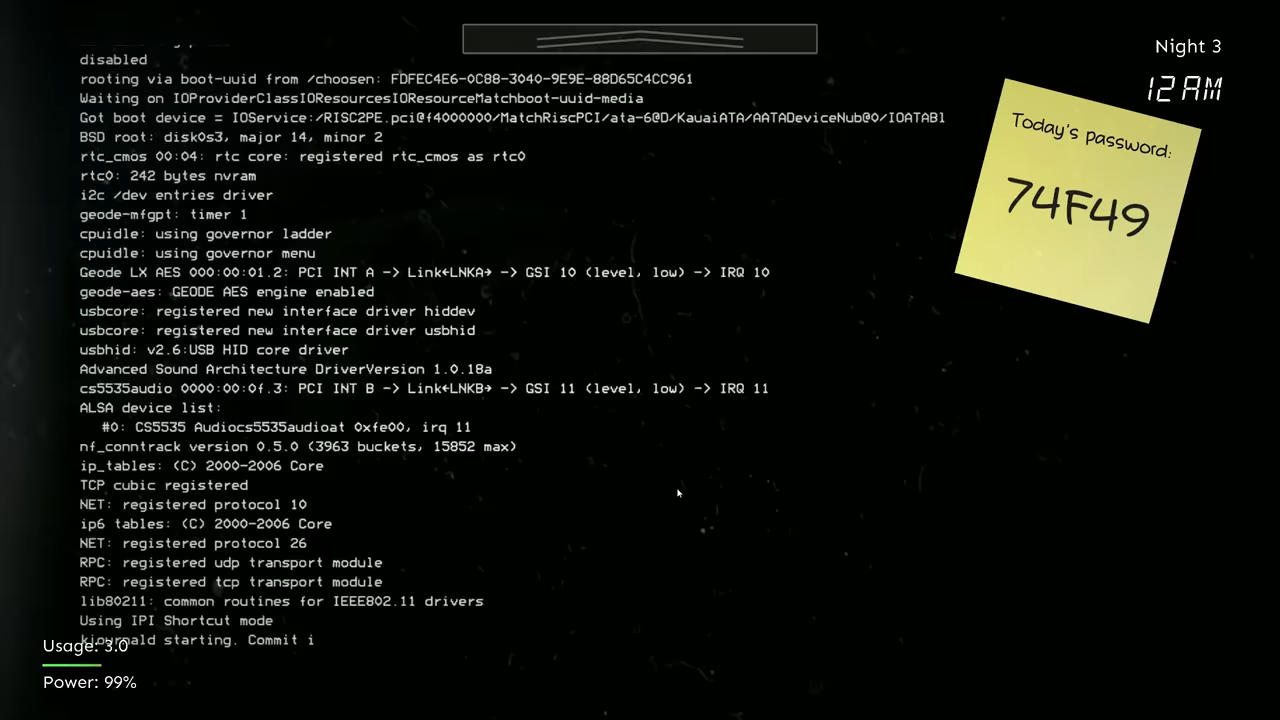 disabled
rooting via boot-uuid from /choosen: FDFEC4E6-0C88-3040-9E9E-88D65C4CC961
Waiting on IOProviderClassIOResourcesIOResourceMatchboot-uuid-media
Got boot device = IOService:/RISC2PE.pci@f4000000/MatchRiscPCI/ata-6@D/KauaiATA/AATADeviceNub@0/IOATABl
BSD root: disk0s3, major 14, minor 2
rtc_cmos 00:04: rtc core: registered rtc_cmos as rtc0
rtc0: 242 bytes nvram
i2c /dev entries driver
geode-mfgpt: timer 1
cpuidle: using governor ladder
cpuidle: using governor menu
Geode LX AES 000:00:01.2: PCI INT A -> Link←LNKA→ -> GSI 10 (level, low) -> IRQ 10
geode-aes: GEODE AES engine enabled
usbcore: registered new interface driver hiddev
usbcore: registered new interface driver usbhid
usbhid: v2.6:USB HID core driver
Advanced Sound Architecture DriverVersion 1.0.18a
cs5535audio 0000:00:0f.3: PCI INT B -> Link←LNKB→ -> GSI 11 (level, low) -> IRQ 11
ALSA device list:
#0: CS5535 Audiocs5535audioat 0xfe00, irq 11
nf_conntrack version 0.5.0 (3963 buckets, 15852 max)
ip_tables: (C) 2000-2006 Core
TCP cubic registered
NET: registered protocol 10
ip6 tables: (C) 2000-2006 Core
NET: registered protocol 26
RPC: registered udp transport module
RPC: registered tcp transport module
lib80211: common routines for IEEE802.11 drivers
Using IPI Shortcut mode
kjournald starting. Commit i
Usage: 3.0
Power: 99%
Night 3
12 AM
Today's password:
74F49